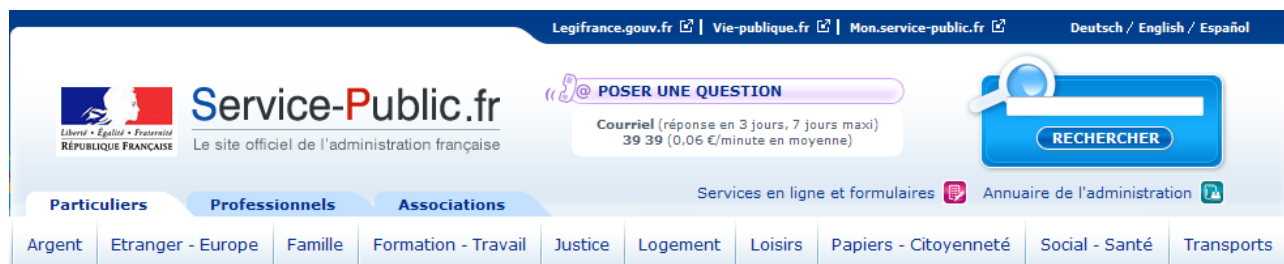 Legifrance.gouv.fr | Vie-publique.fr | Mon.service-public.fr Deutsch / English / Español
Service-Public.fr
Le site officiel de l'administration française
Liberté • Égalité • Fraternité
RÉPUBLIQUE FRANÇAISE
@ POSER UNE QUESTION
Courriel (réponse en 3 jours, 7 jours maxi)
39 39 (0,06 €/minute en moyenne)
RECHERCHER
Services en ligne et formulaires Annuaire de l'administration
Particuliers Professionnels Associations
Argent Etranger - Europe Famille Formation - Travail Justice Logement Loisirs Papiers - Citoyenneté Social - Santé Transports